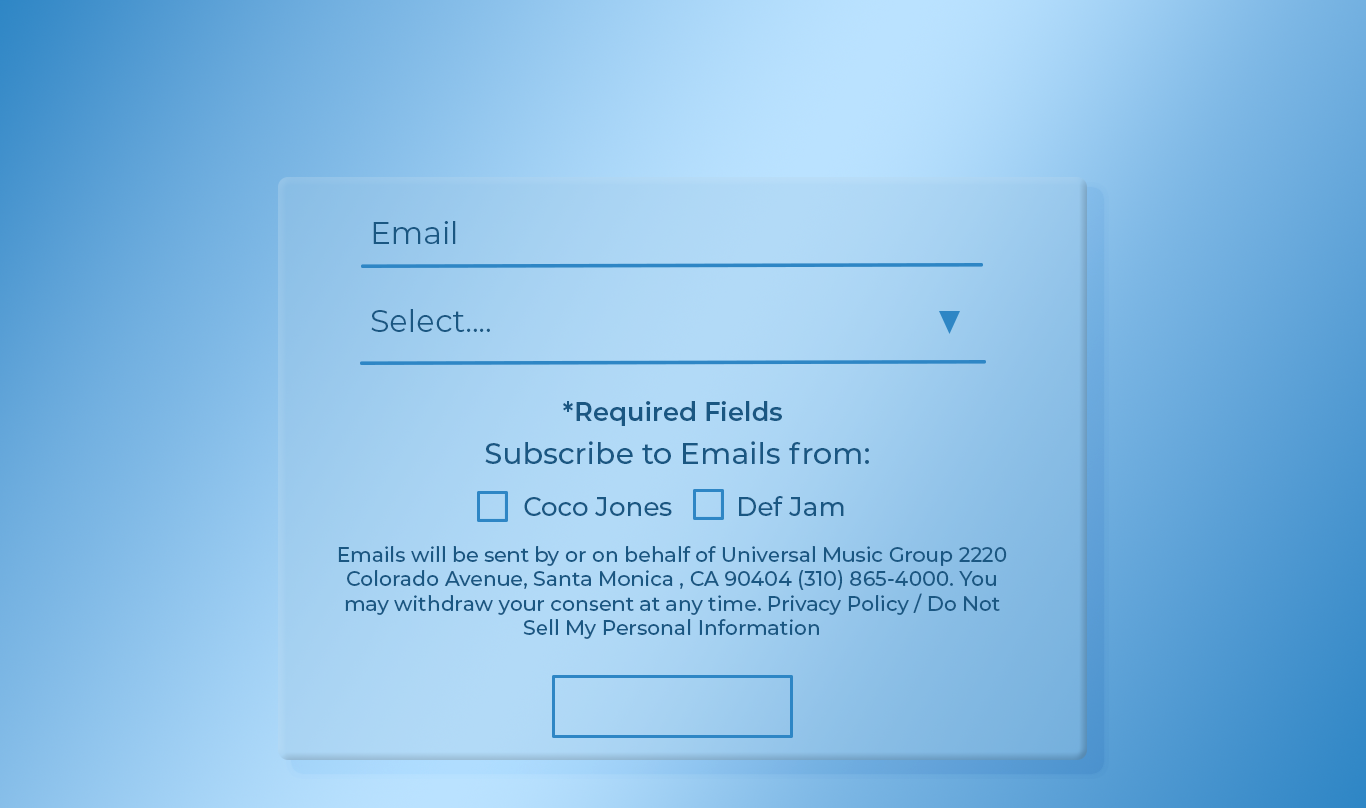 Email
Select....
*Required Fields
Subscribe to Emails from:
Coco Jones Def Jam
Emails will be sent by or on behalf of Universal Music Group 2220
Colorado Avenue, Santa Monica , CA 90404 (310) 865-4000. You
may withdraw your consent at any time. Privacy Policy / Do Not
Sell My Personal Information